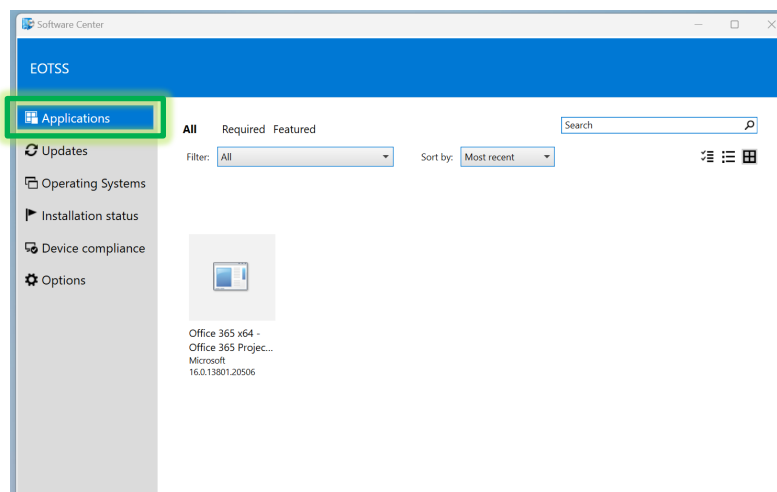 Software Center
EOTSS
Applications
Updates
Operating Systems
Installation status
Device compliance
Options
All Required Featured
Search
Filter: All Sort by: Most recent
Office 365 x64 -
Office 365 Projec...
Microsoft
16.0.13801.20506